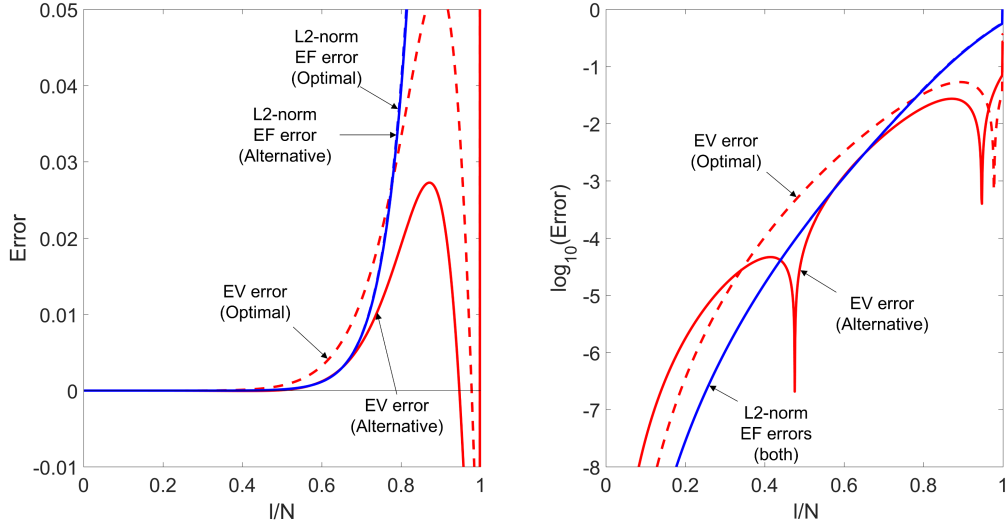 0.05
0.04
0.03
0.02
0.01
0
-0.01
Error
0
0.2
0.4
0.6
0.8
1
l/N
L2-norm
EF error
(Optimal)
L2-norm
EF error
(Alternative)
EV error
(Optimal)
EV error
(Alternative)
0
-1
-2
-3
-4
-5
-6
-7
-8
log10(Error)
0
0.2
0.4
0.6
0.8
1
l/N
EV error
(Optimal)
EV error
(Alternative)
L2-norm
EF errors
(both)